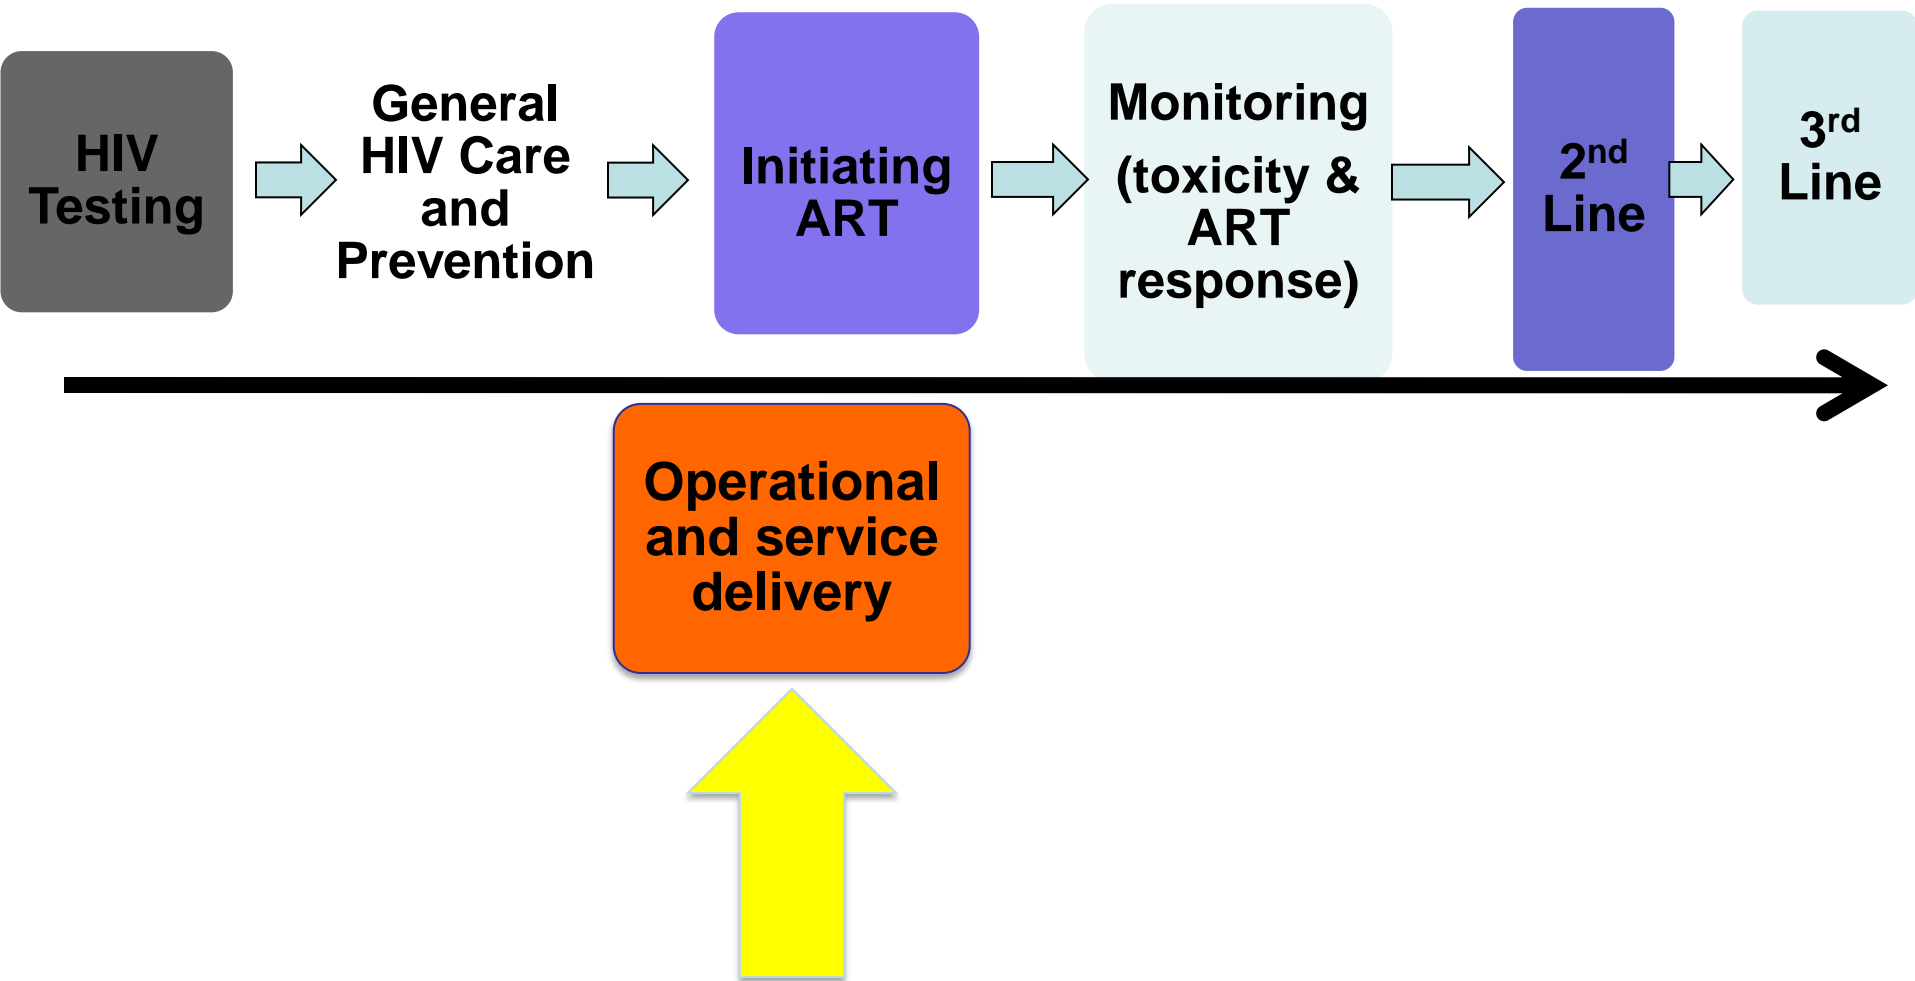 HIV
Testing
General
HIV Care
and
Prevention
Initiating
ART
Monitoring
(toxicity &
ART
response)
2nd
Line
3rd
Line
Operational
and service
delivery